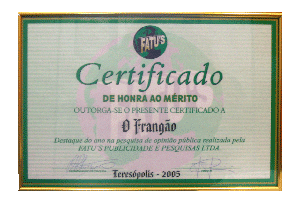 FATU'S
Certificado
DE HONRA AO MÉRITO
OUTORGA-SE O PRESENTE CERTIFICADO A
O Frangão
Destaque do ano na pesquisa de opinião pública realizada pela
FATU'S PUBLICIDADE E PESQUISAS LTDA
Teresópolis - 2005